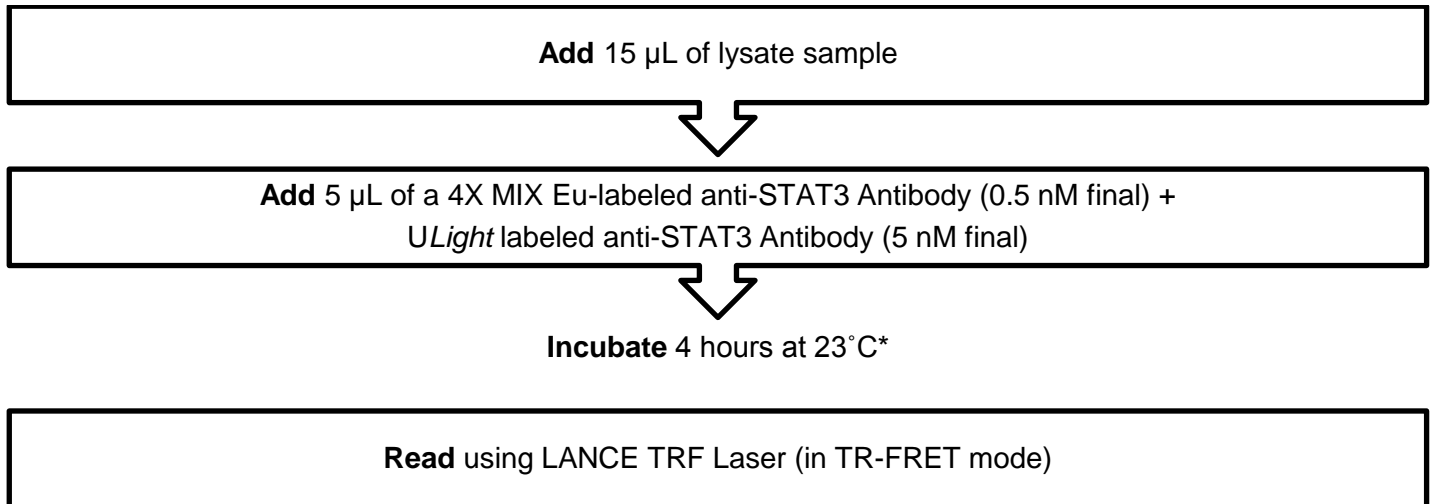 Add 15 µL of lysate sample
Add 5 µL of a 4X MIX Eu-labeled anti-STAT3 Antibody (0.5 nM final) +
ULight labeled anti-STAT3 Antibody (5 nM final)
Incubate 4 hours at 23˚C*
Read using LANCE TRF Laser (in TR-FRET mode)